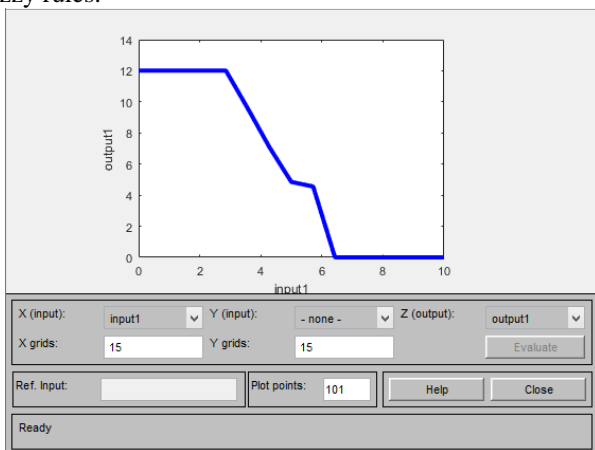 zzy rules.
14
12
10
8
6
4
2
0
output1
0 2 4 6 8 10
input1
X (input): input1 Y (input): - none - Z (output): output1
X grids: 15 Y grids: 15 Evaluate
Ref. Input: Plot points: 101 Help Close
Ready